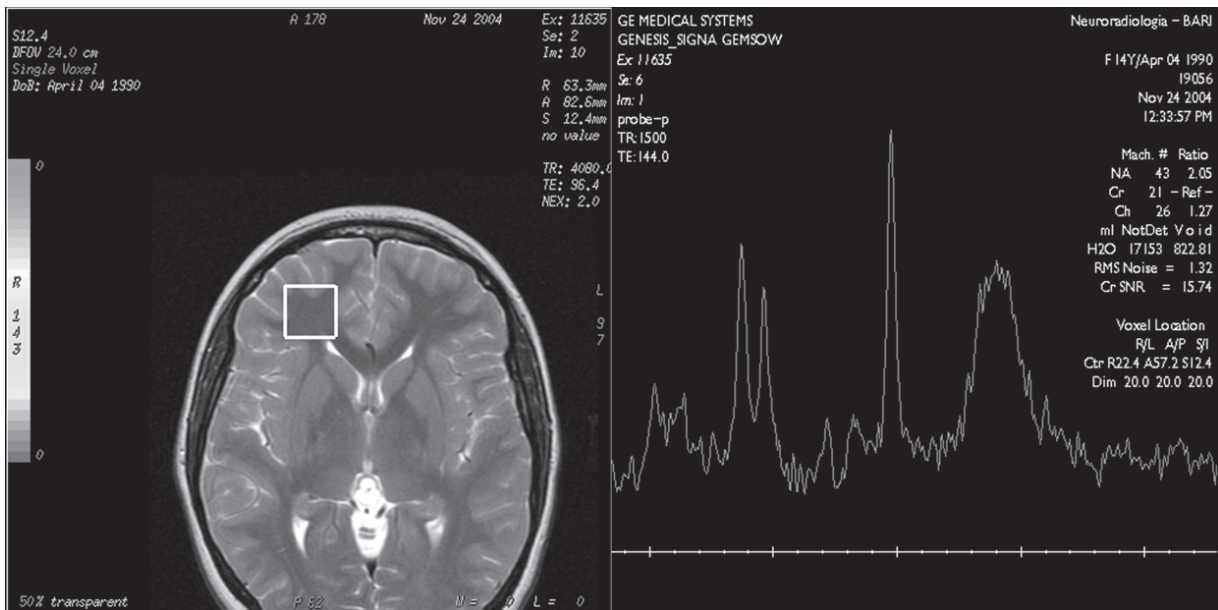 A 178
Nov 24 2004
Ex: 11635
Se: 2
Im: 10
S12.4
DFOV 24.0 cm
Single Voxel
DoB: April 04 1990
R 63.3mm
A 82.6mm
S 12.4mm
no value
TR: 4080.0
TE: 96.4
NEX: 2.0
0
R
1
4
3
0
L
9
7
50% transparent
P 62
W = 0 L = 0
GE MEDICAL SYSTEMS
GENESIS_SIGNA GEMSOW
Ex 11635
Se: 6
Im: 1
probe-p
TR:1500
TE:144.0
Neuroradiologia – BARI
F 14Y/Apr 04 1990
19056
Nov 24 2004
12:33:57 PM
Mach. # Ratio
NA 43 2.05
Cr 21 – Ref –
Ch 26 1.27
mI NotDet Void
H2O 17153 822.81
RMS Noise = 1.32
Cr SNR = 15.74
Voxel Location
R/L A/P S/I
Ctr R22.4 A57.2 S12.4
Dim 20.0 20.0 20.0